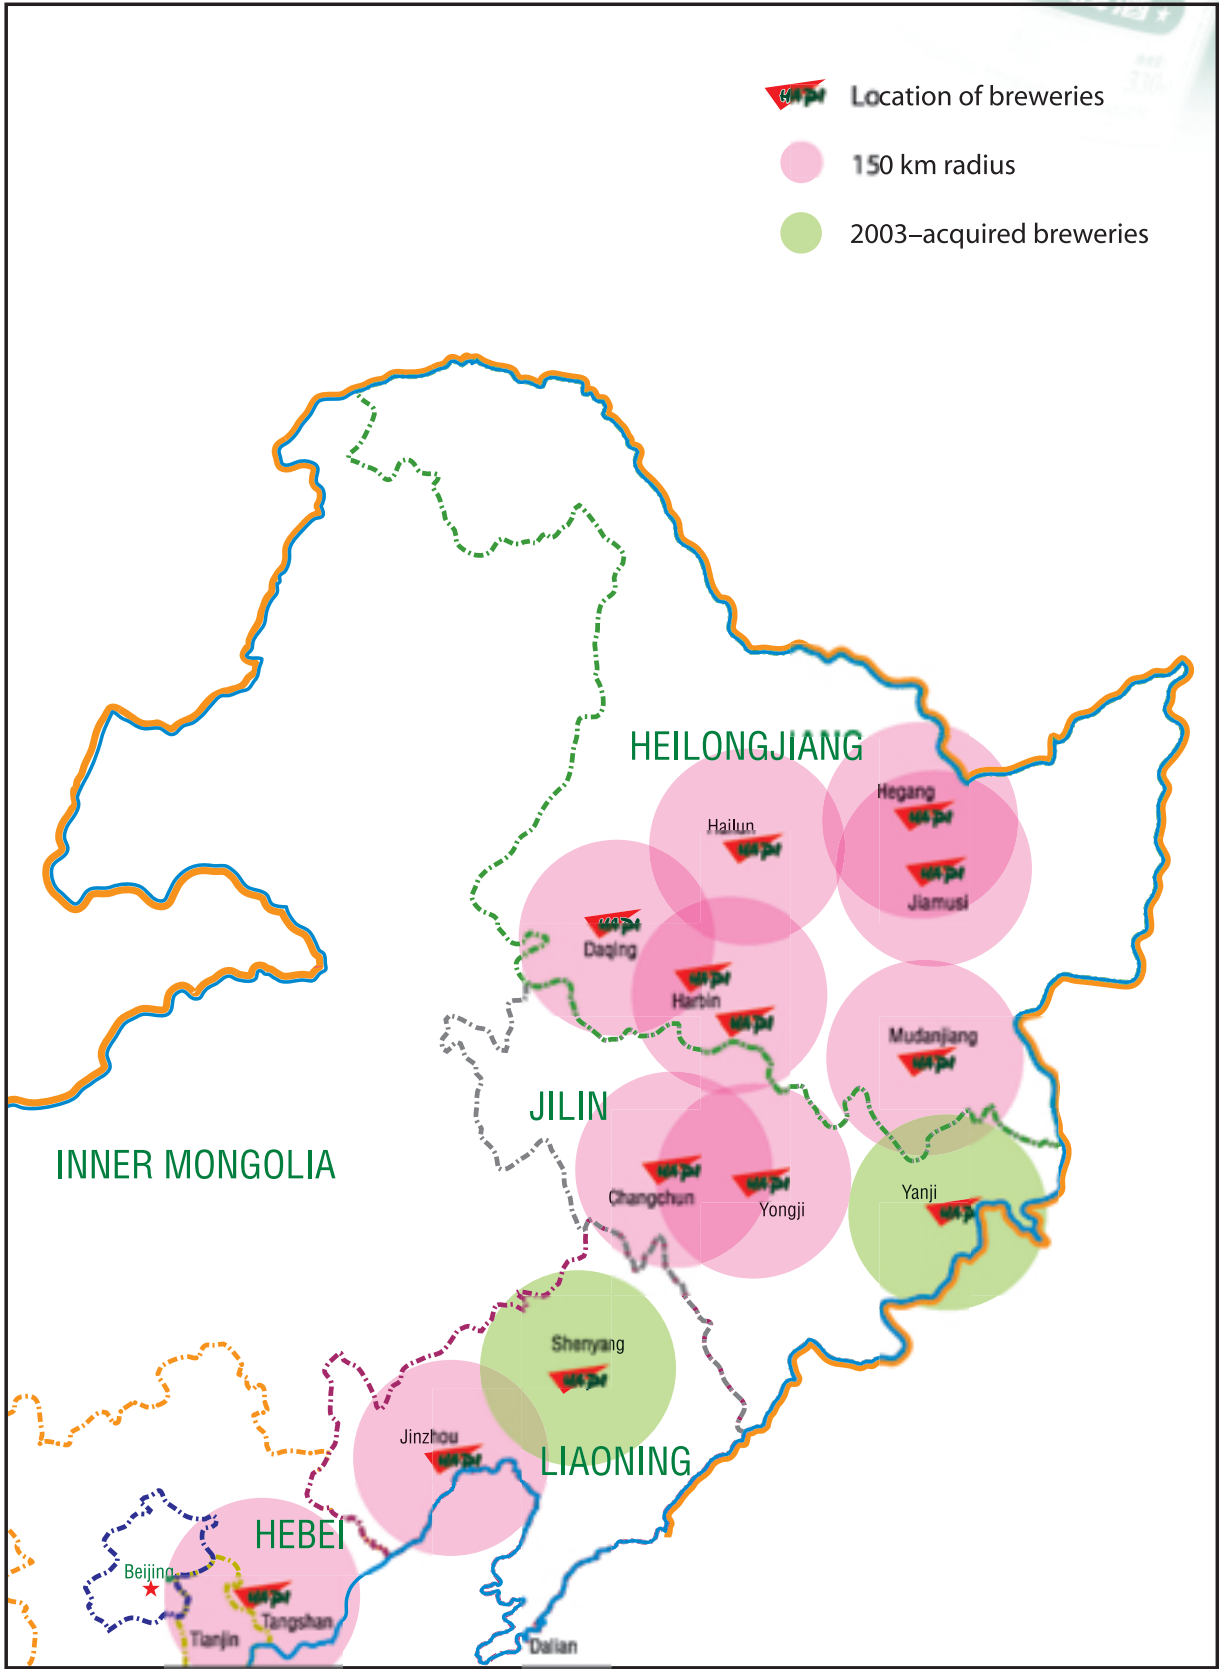 Location of breweries
150 km radius
2003–acquired breweries
HEILONGJIANG
Hegang
Hailun
Jiamusi
Daqing
Harbin
Mudanjiang
JILIN
INNER MONGOLIA
Changchun
Yongji
Yanji
Shenyang
Jinzhou
LIAONING
HEBEI
Beijing
Tangshan
Tianjin
Dalian